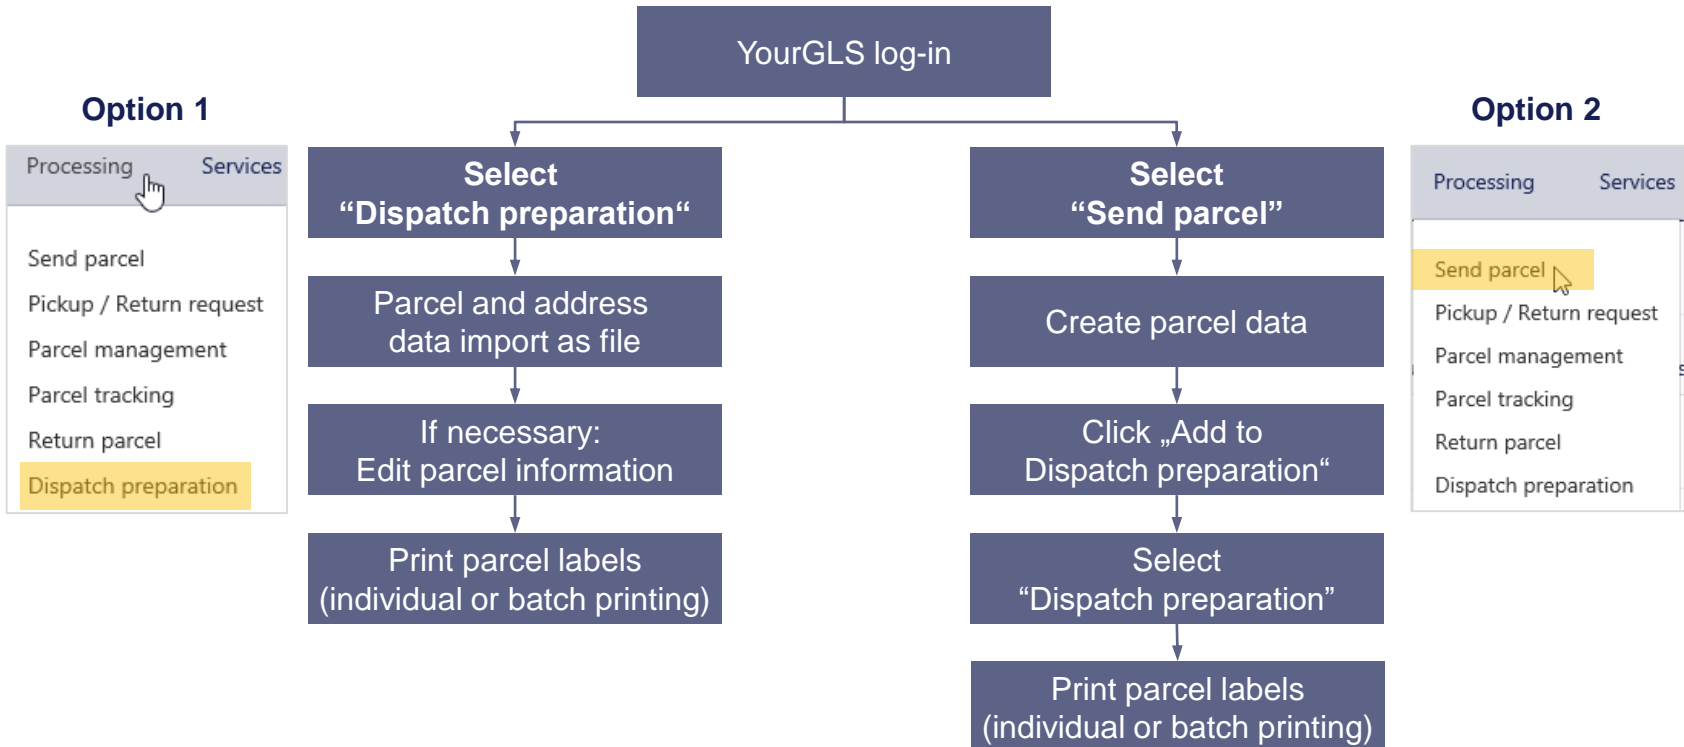 YourGLS log-in
Option 1
Processing Services
Send parcel
Pickup / Return request
Parcel management
Parcel tracking
Return parcel
Dispatch preparation
Select
“Dispatch preparation“
Parcel and address
data import as file
If necessary:
Edit parcel information
Print parcel labels
(individual or batch printing)
Select
“Send parcel”
Create parcel data
Click „Add to
Dispatch preparation“
Select
“Dispatch preparation”
Print parcel labels
(individual or batch printing)
Option 2
Processing Services
Send parcel
Pickup / Return request
Parcel management
Parcel tracking
Return parcel
Dispatch preparation